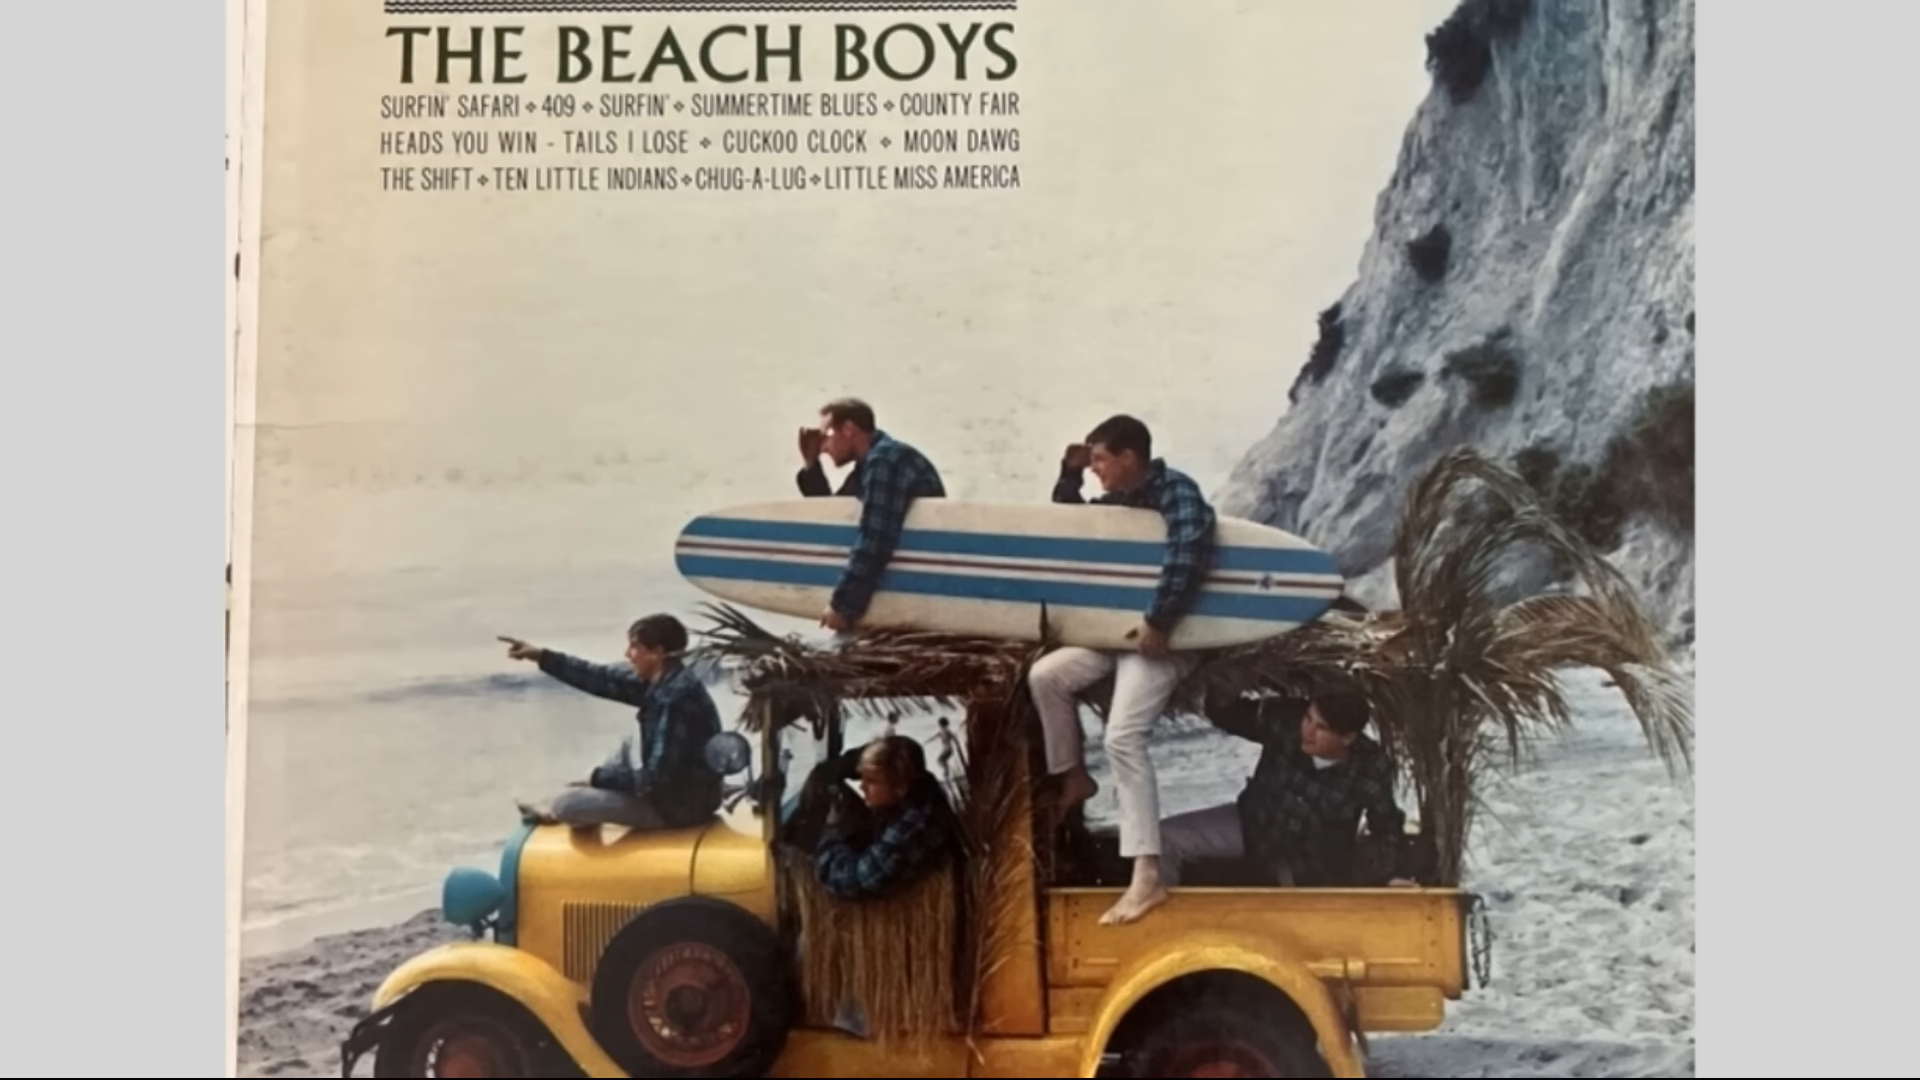 THE BEACH BOYS
SURFIN' SAFARI ❖ 409 ❖ SURFIN' ❖ SUMMERTIME BLUES ❖ COUNTY FAIR
HEADS YOU WIN - TAILS I LOSE ❖ CUCKOO CLOCK ❖ MOON DAWG
THE SHIFT ❖ TEN LITTLE INDIANS ❖ CHUG-A-LUG ❖ LITTLE MISS AMERICA